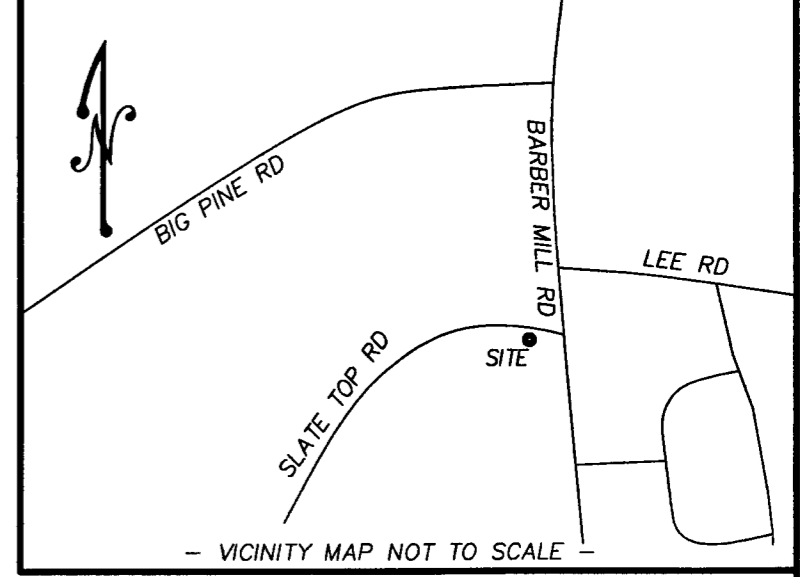 N
BIG PINE RD
BARBER MILL RD
LEE RD
SITE
SLATE TOP RD
– VICINITY MAP NOT TO SCALE –